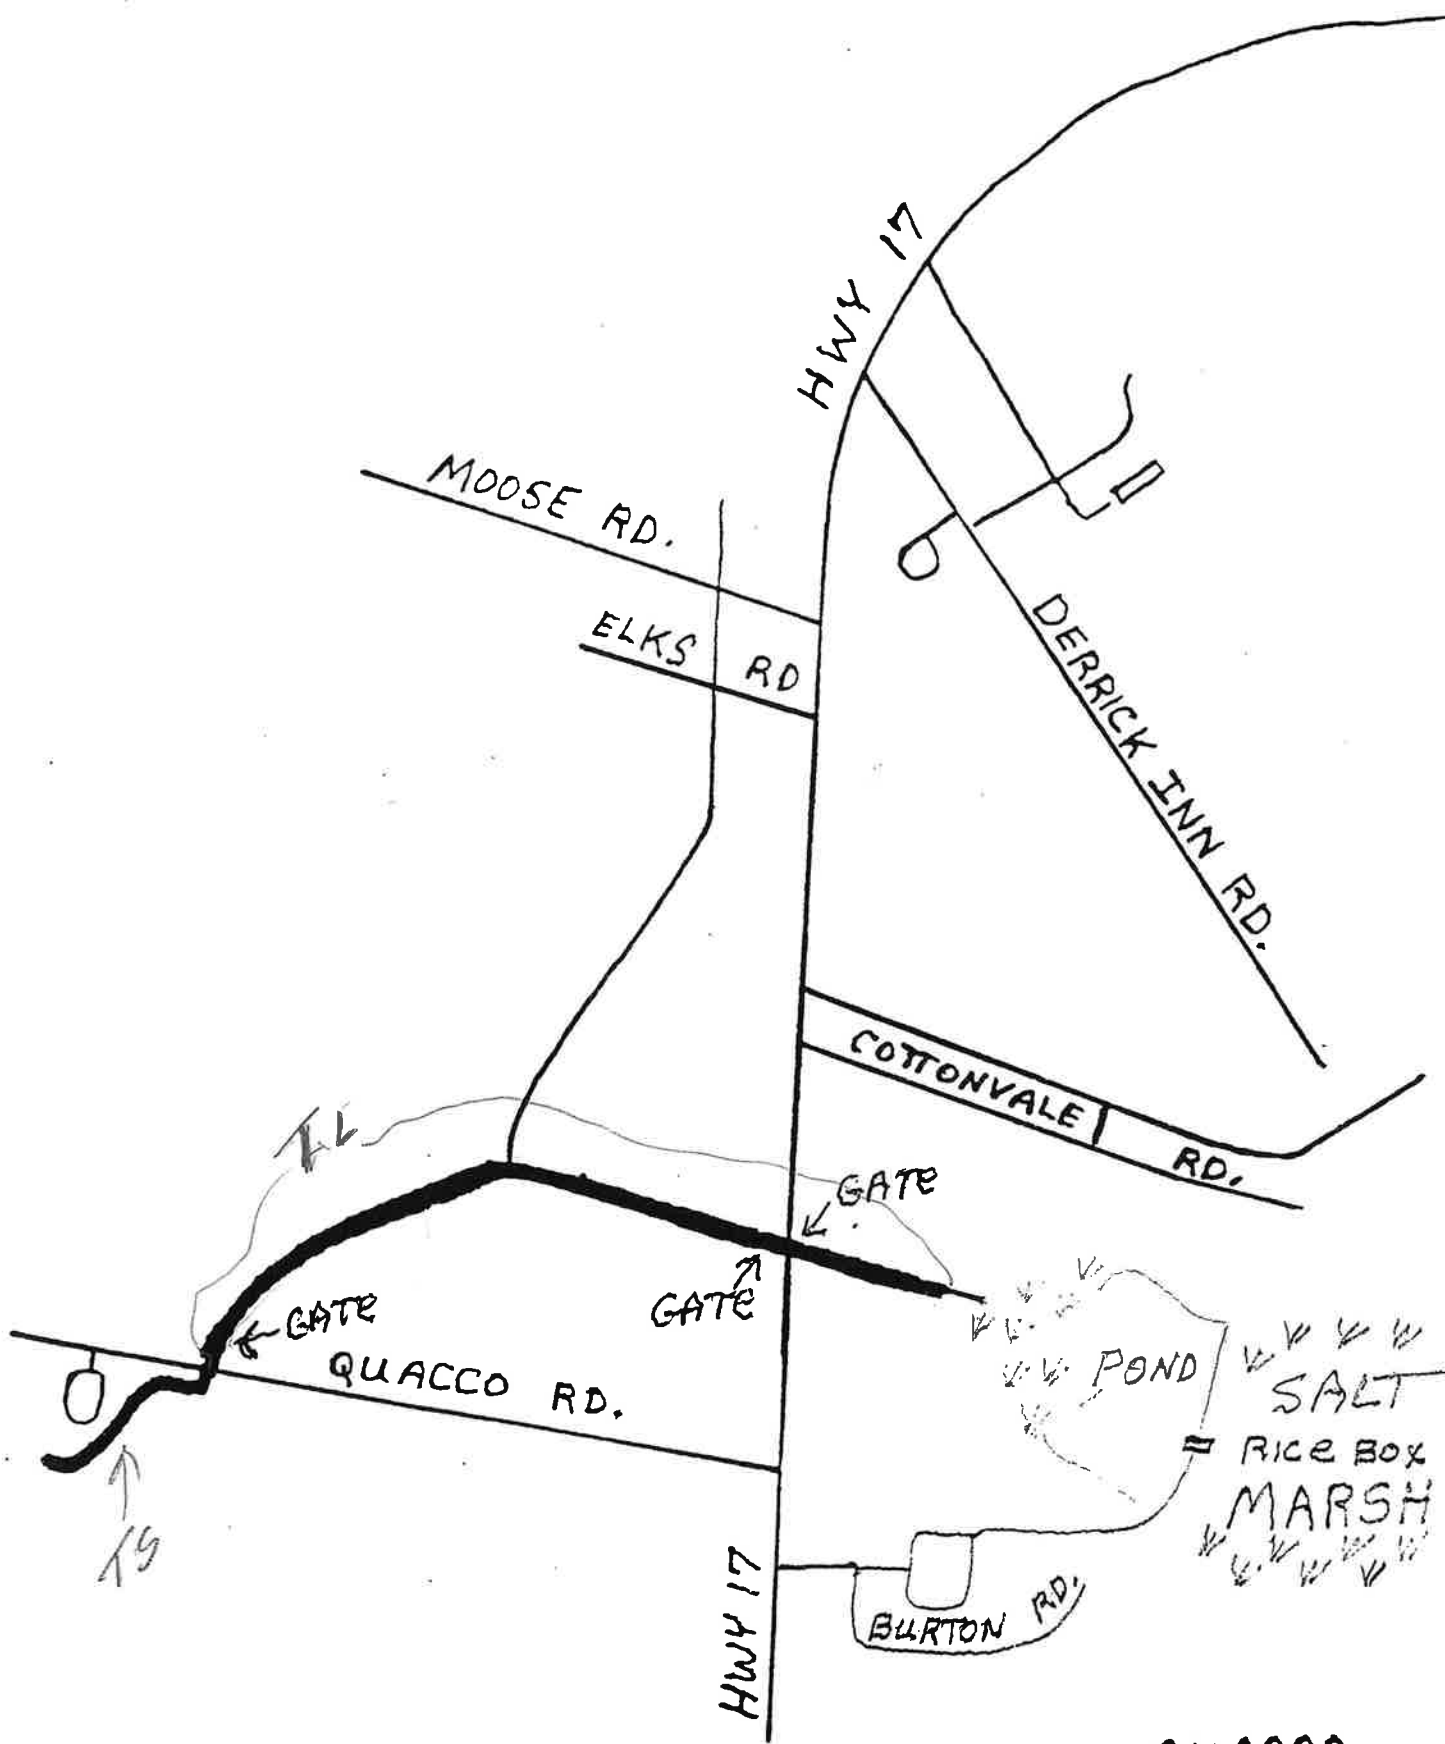 HWY 17
MOOSE RD.
ELKS RD
DERRICK INN RD.
COTTONVALE RD.
GATE
GATE
GATE
QUACCO RD.
POND
SALT
RICE BOX
MARSH
BURTON RD.
HWY 17